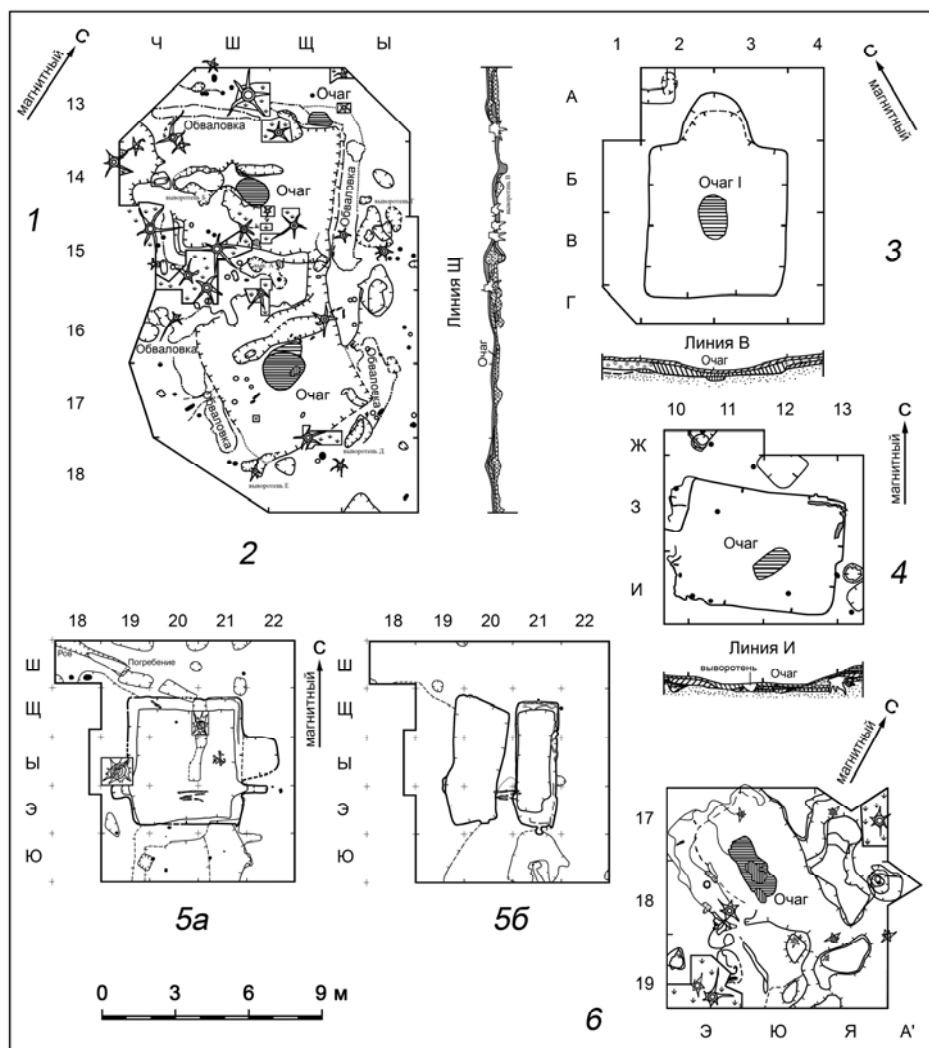 С
магнитный
Ч Ш Щ Ы
13
14
15
16
17
18
Обваловка
Очаг
Очаг
Обваловка
выворотень Б
выворотень Г
Обваловка
Обваловка
Обваловка
Очаг
выворотень Д
выворотень Е
1
2
Линия Щ
выворотень В
Очаг
1 2 3 4
С
магнитный
А
Б
В
Г
Очаг I
3
Линия В
Очаг
10 11 12 13
С
магнитный
Ж
З
И
Очаг
4
Линия И
выворотень Очаг
18 19 20 21 22
Ш
Щ
Ы
Э
Ю
Ров
Погребение
С
магнитный
5а
18 19 20 21 22
Ш
Щ
Ы
Э
Ю
5б
С
магнитный
17
18
19
Очаг
Э Ю Я А'
6
0 3 6 9 м